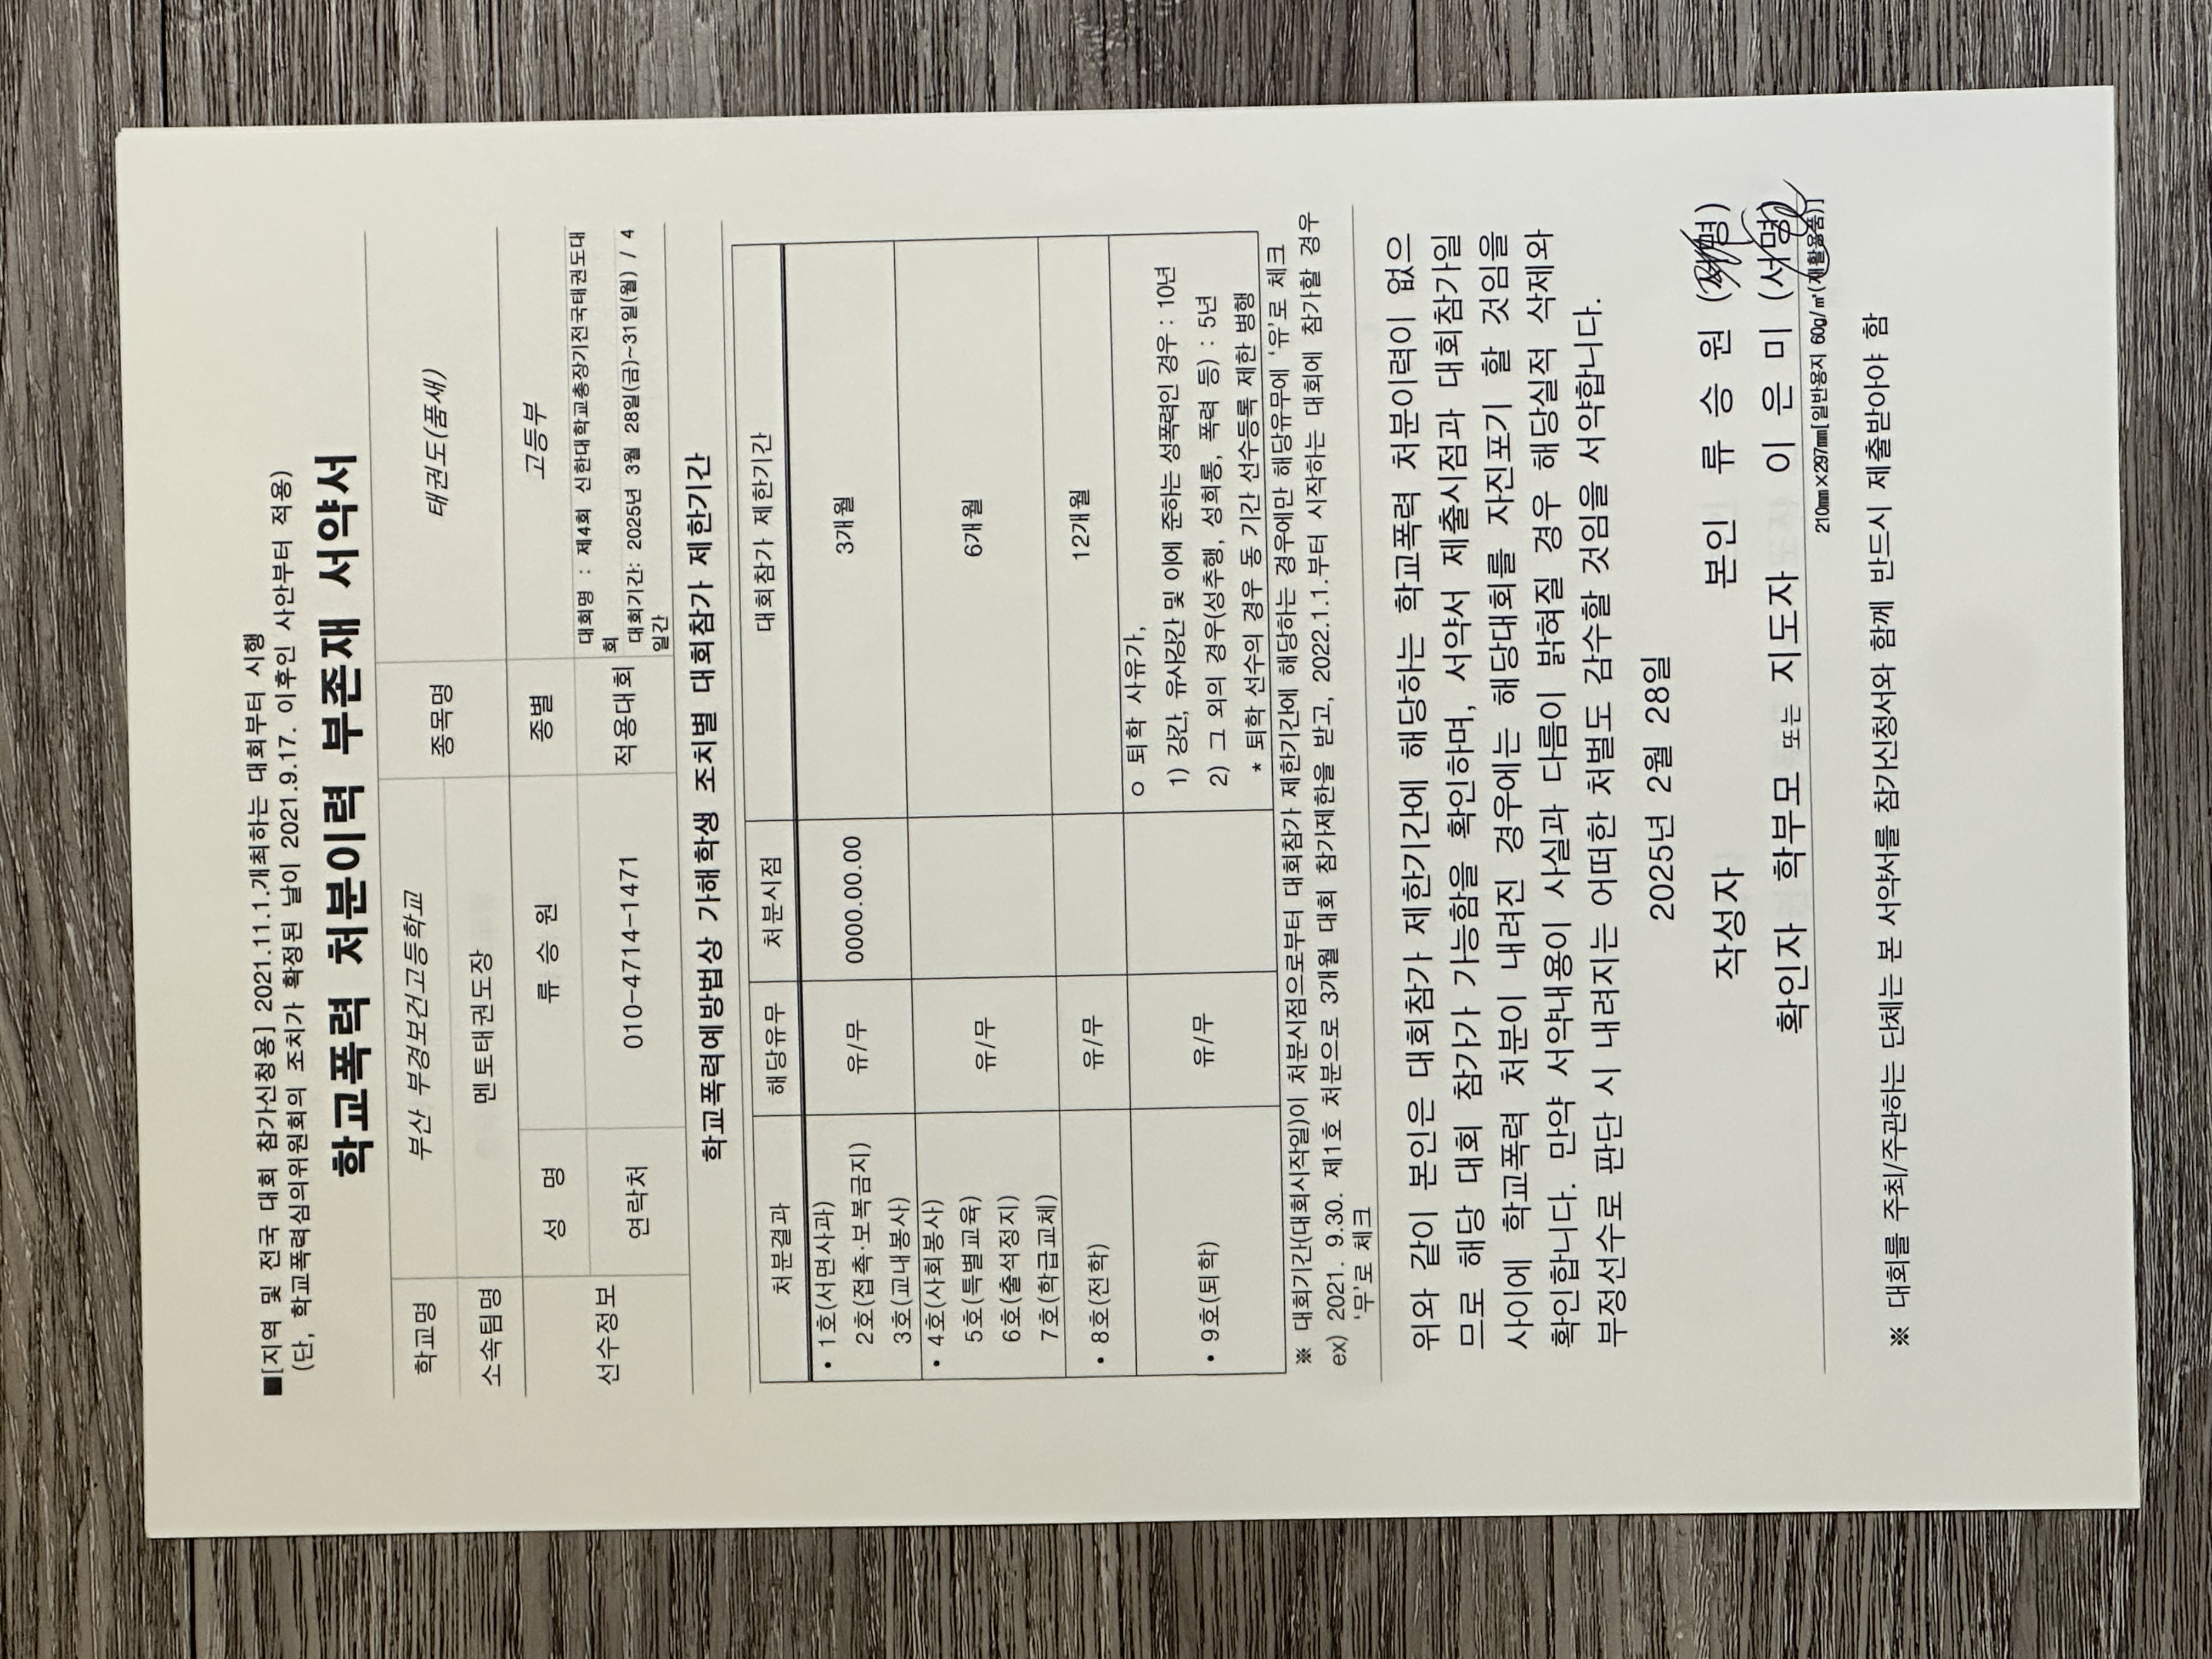 ■[지역 및 전국 대회 참가신청용] 2021.11.1.개최하는 대회부터 시행
(단, 학교폭력심의위원회의 조치가 확정된 날이 2021.9.17. 이후인 사안부터 적용)
학교폭력 처분이력 부존재 서약서
학교명 부산 부경보건고등학교 종목명 태권도(품새)
소속팀명 멘토태권도장
선수정보 성 명 류 승 원 종별 고등부
연락처 010-4714-1471 적용대회 대회명 : 제4회 신한대학교총장기전국태권도대
회
대회기간: 2025년 3월 28일(금)~31일(월) / 4
일간
학교폭력예방법상 가해학생 조치별 대회참가 제한기간
처분결과 해당유무 처분시점 대회참가 제한기간
• 1호(서면사과)
2호(접촉·보복금지)
3호(교내봉사)
유/무 0000.00.00 3개월
• 4호(사회봉사)
5호(특별교육)
6호(출석정지)
7호(학급교체)
유/무 6개월
• 8호(전학) 유/무 12개월
• 9호(퇴학) 유/무
ㅇ 퇴학 사유가,
1) 강간, 유사강간 및 이에 준하는 성폭력인 경우 : 10년
2) 그 외의 경우(성추행, 성희롱, 폭력 등) : 5년
* 퇴학 선수의 경우 동 기간 선수등록 제한 병행
※ 대회기간(대회시작일)이 처분시점으로부터 대회참가 제한기간에 해당하는 경우에만 해당유무에 '유'로 체크
ex) 2021. 9.30. 제1호 처분으로 3개월 대회 참가제한을 받고, 2022.1.1.부터 시작하는 대회에 참가할 경우
'무'로 체크
위와 같이 본인은 대회참가 제한기간에 해당하는 학교폭력 처분이력이 없으
므로 해당 대회 참가가 가능함을 확인하며, 서약서 제출시점과 대회참가일
사이에 학교폭력 처분이 내려진 경우에는 해당대회를 자진포기 할 것임을
확인합니다. 만약 서약내용이 사실과 다름이 밝혀질 경우 해당실적 삭제와
부정선수로 판단 시 내려지는 어떠한 처벌도 감수할 것임을 서약합니다.
2025년 2월 28일
작성자 본인 류 승 원 (서명)
확인자 학부모 또는 지도자 이 은 미 (서명)
210㎜×297㎜[일반용지 60g/㎡(재활용품)]
※ 대회를 주최/주관하는 단체는 본 서약서를 참가신청서와 함께 반드시 제출받아야 함